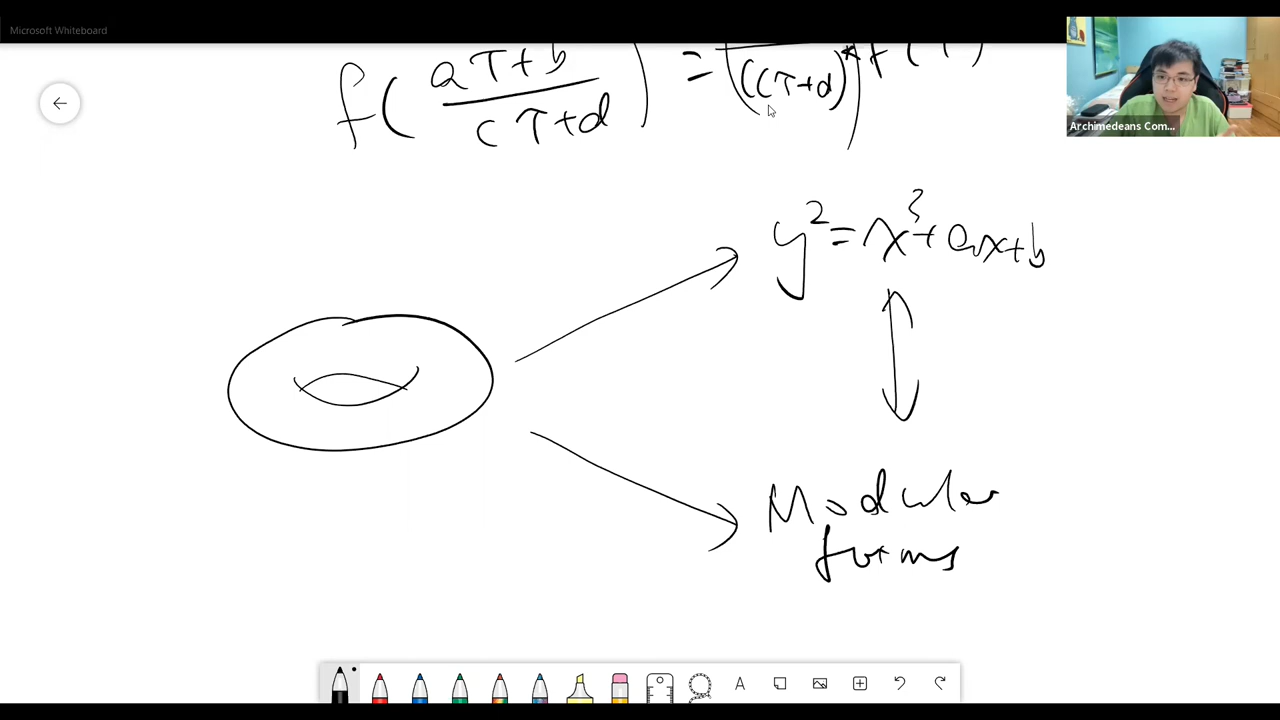 Microsoft Whiteboard
Archimedeans Com...
f(aτ+b/cτ+d) = (cτ+d)
y²=x³+ax+b
Modular
forms
A